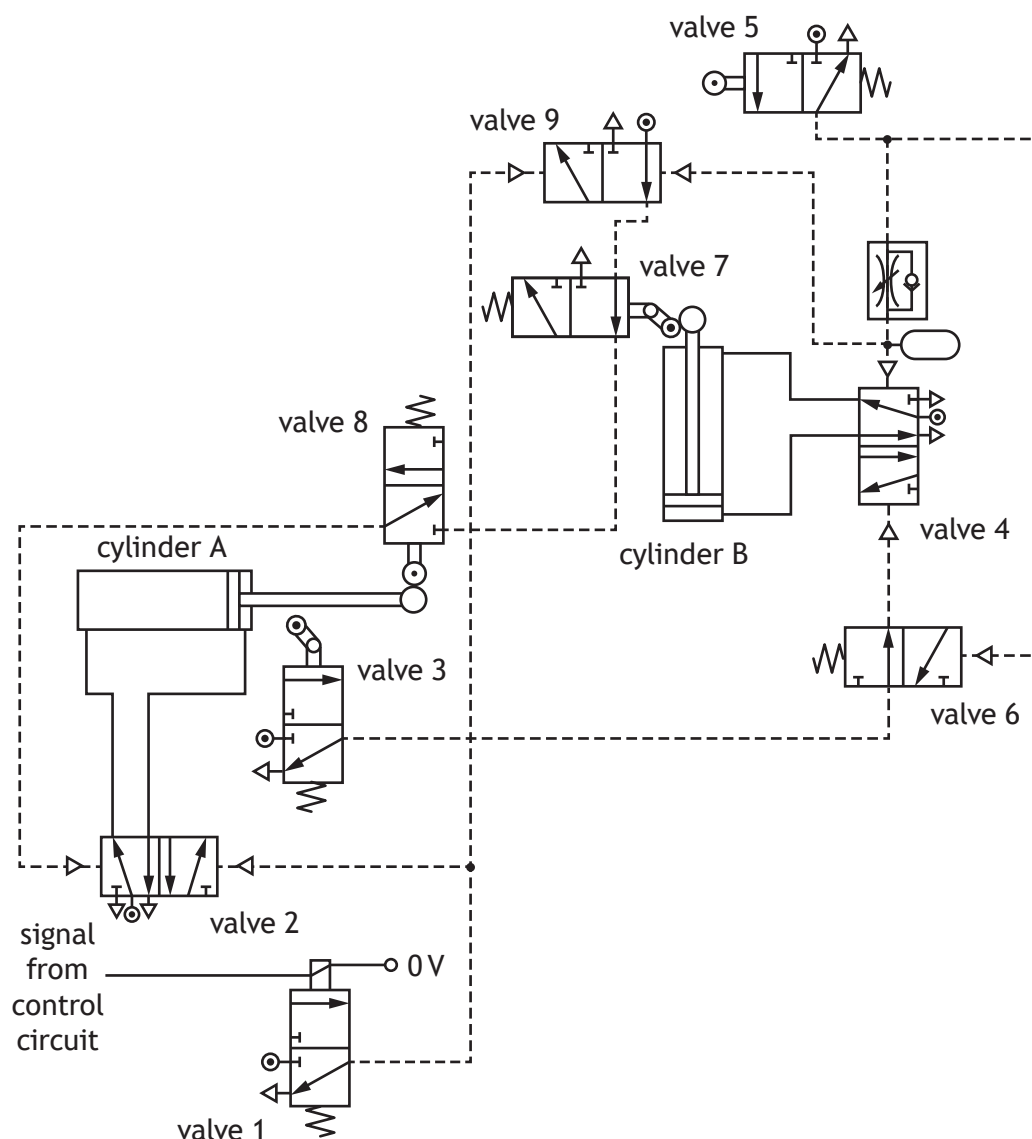 valve 5
valve 9
valve 7
valve 8
valve 4
cylinder A
cylinder B
valve 3
valve 6
valve 2
signal
from
control
circuit
0 V
valve 1